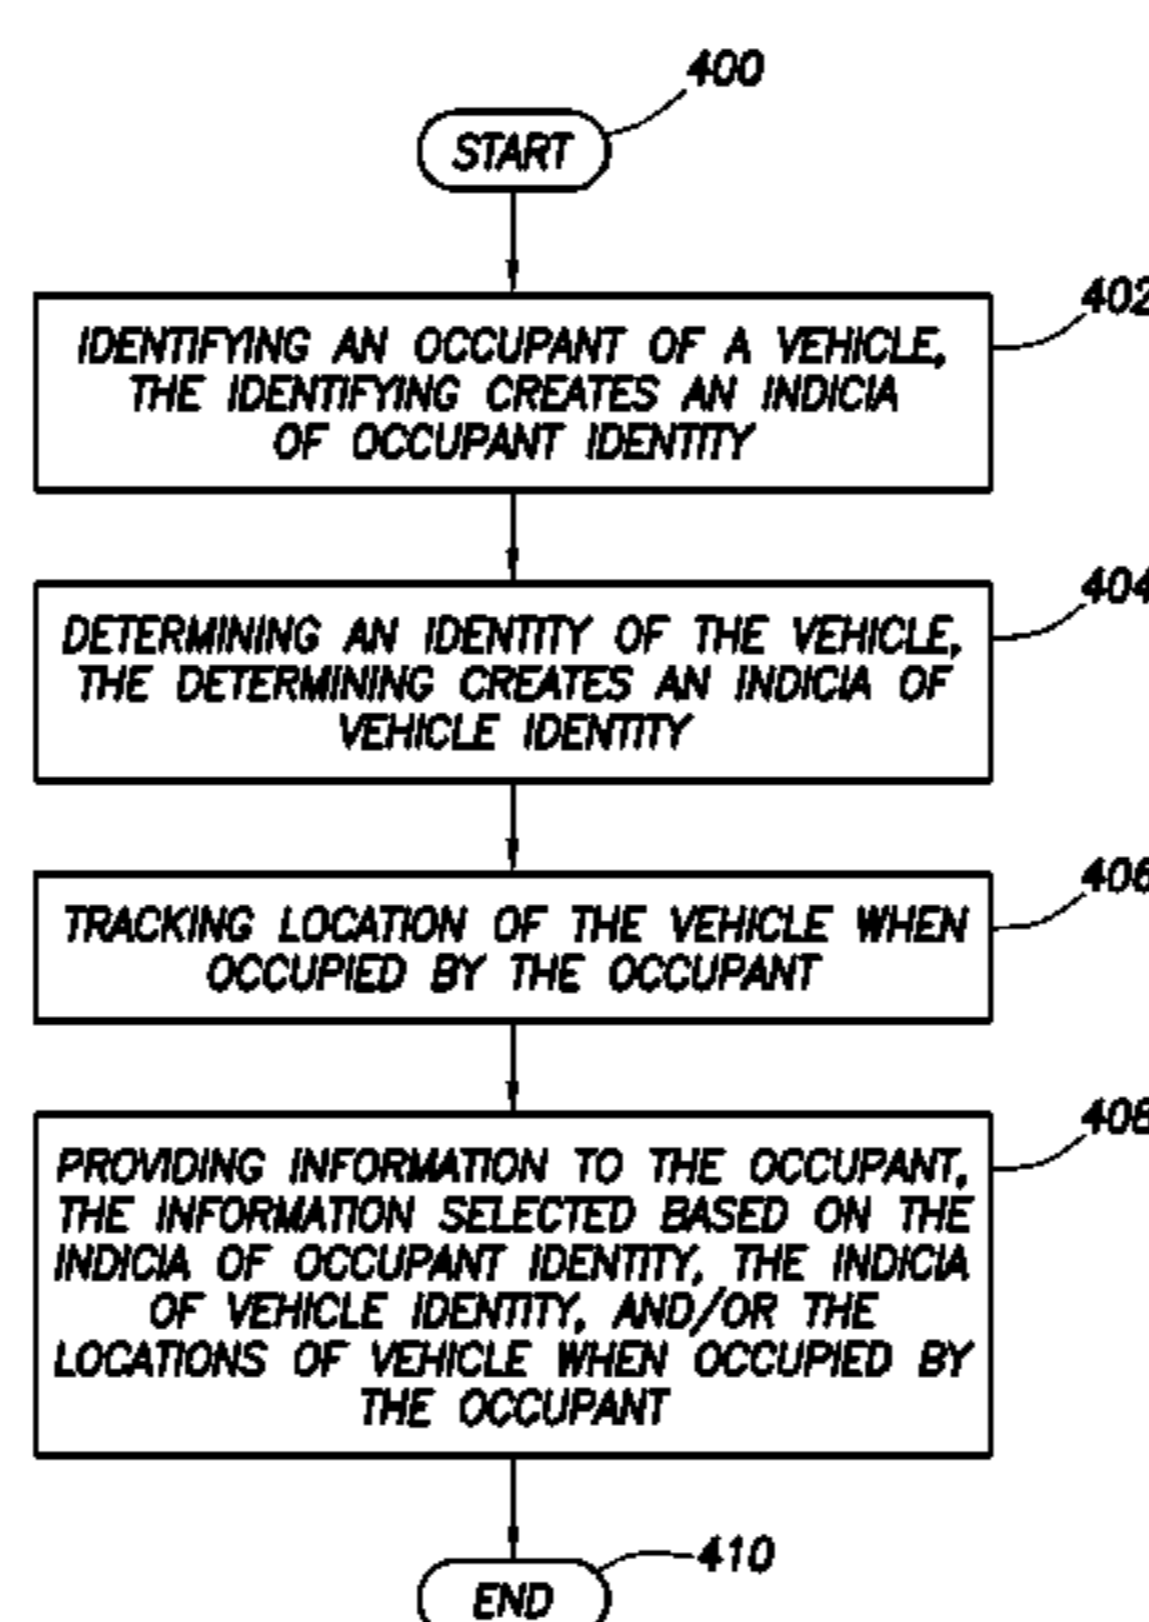 400
START
402
IDENTIFYING AN OCCUPANT OF A VEHICLE,
THE IDENTIFYING CREATES AN INDICIA
OF OCCUPANT IDENTITY
404
DETERMINING AN IDENTITY OF THE VEHICLE,
THE DETERMINING CREATES AN INDICIA OF
VEHICLE IDENTITY
406
TRACKING LOCATION OF THE VEHICLE WHEN
OCCUPIED BY THE OCCUPANT
408
PROVIDING INFORMATION TO THE OCCUPANT,
THE INFORMATION SELECTED BASED ON THE
INDICIA OF OCCUPANT IDENTITY, THE INDICIA
OF VEHICLE IDENTITY, AND/OR THE
LOCATIONS OF VEHICLE WHEN OCCUPIED BY
THE OCCUPANT
410
END